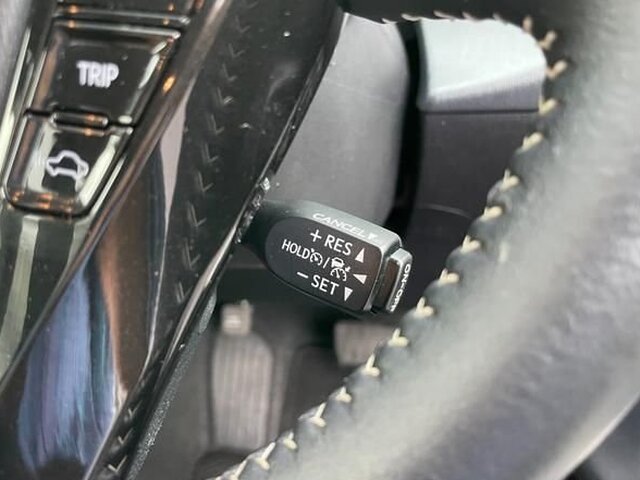 TRIP
CANCEL
+ RES
HOLD /
– SET
ON-OFF